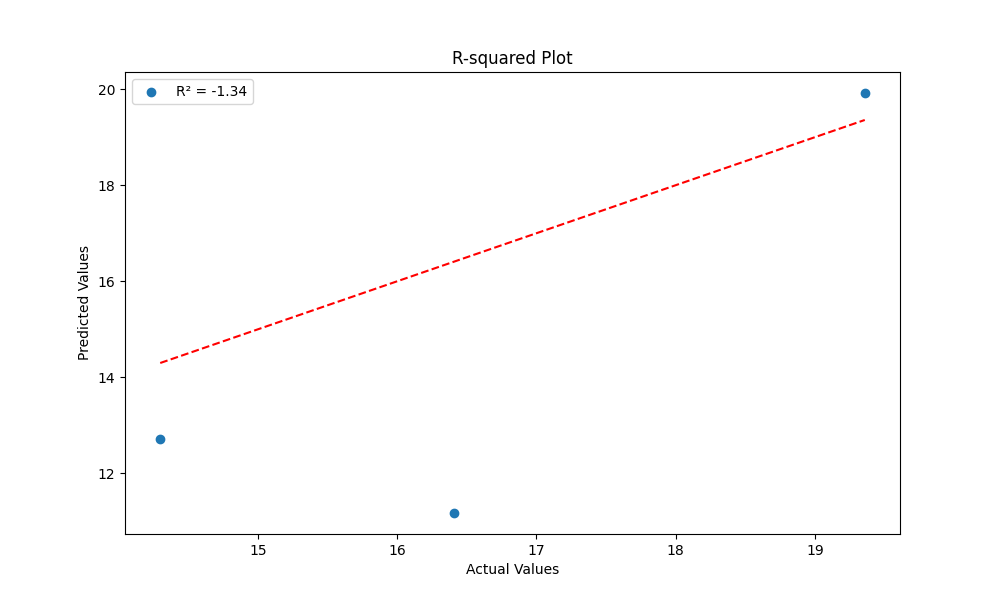 R-squared Plot
R² = -1.34
20
18
16
14
12
Predicted Values
15 16 17 18 19
Actual Values